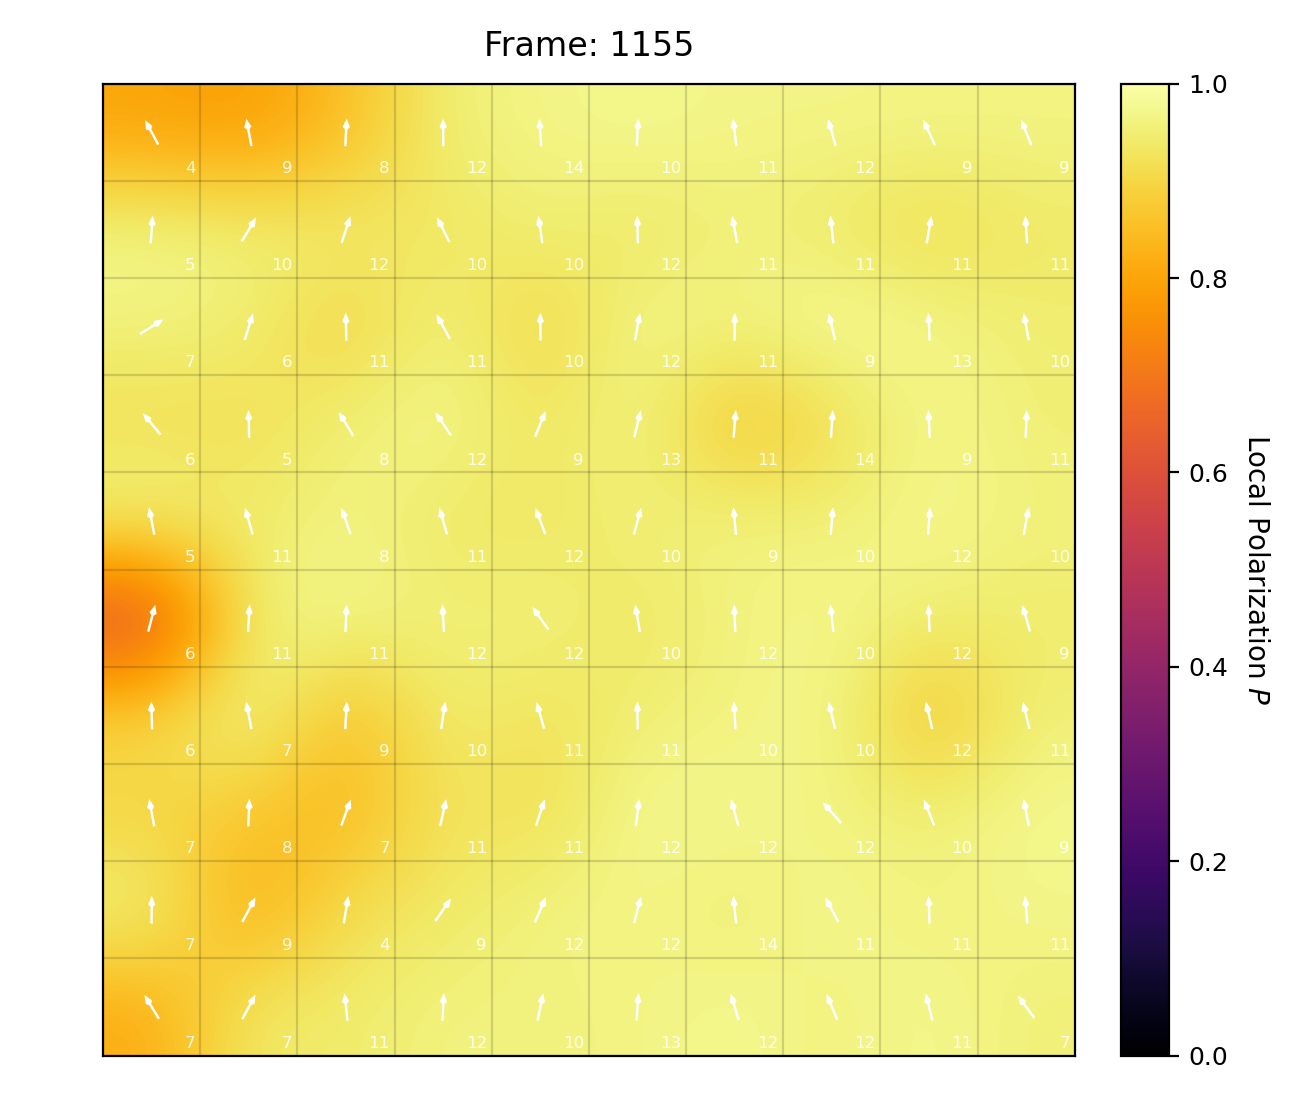 Frame: 1155
4 9 8 12 14 10 11 12 9 9
5 10 12 10 10 12 11 11 11 11
7 6 11 11 10 12 11 9 13 10
6 5 8 12 9 13 11 14 9 11
5 11 8 11 12 10 9 10 12 10
6 11 11 12 12 10 12 10 12 9
6 7 9 10 11 11 10 10 12 11
7 8 7 11 11 12 12 12 10 9
7 9 4 9 12 12 14 11 11 11
7 7 11 12 10 13 12 12 11 7
1.0
0.8
0.6
0.4
0.2
0.0
Local Polarization P